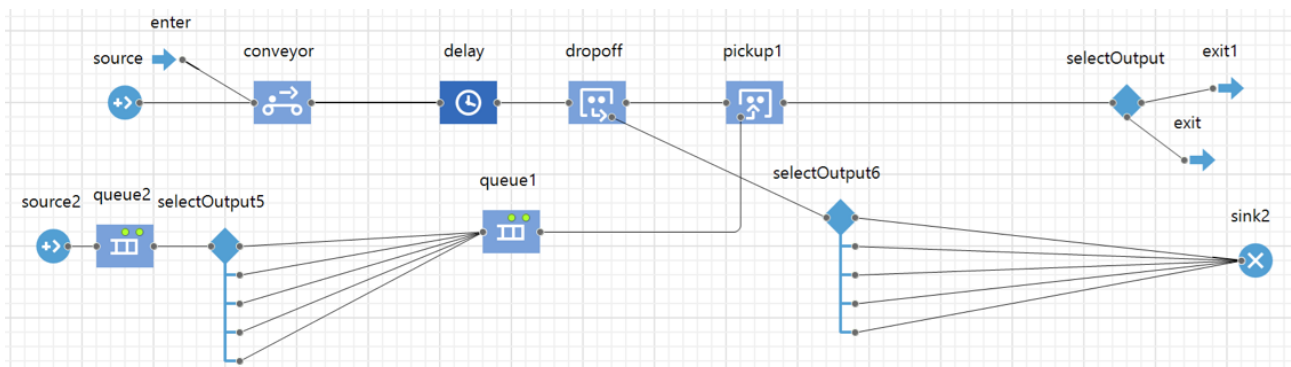 enter
source
conveyor
delay
dropoff
pickup1
selectOutput
exit1
exit
source2
queue2
selectOutput5
queue1
selectOutput6
sink2